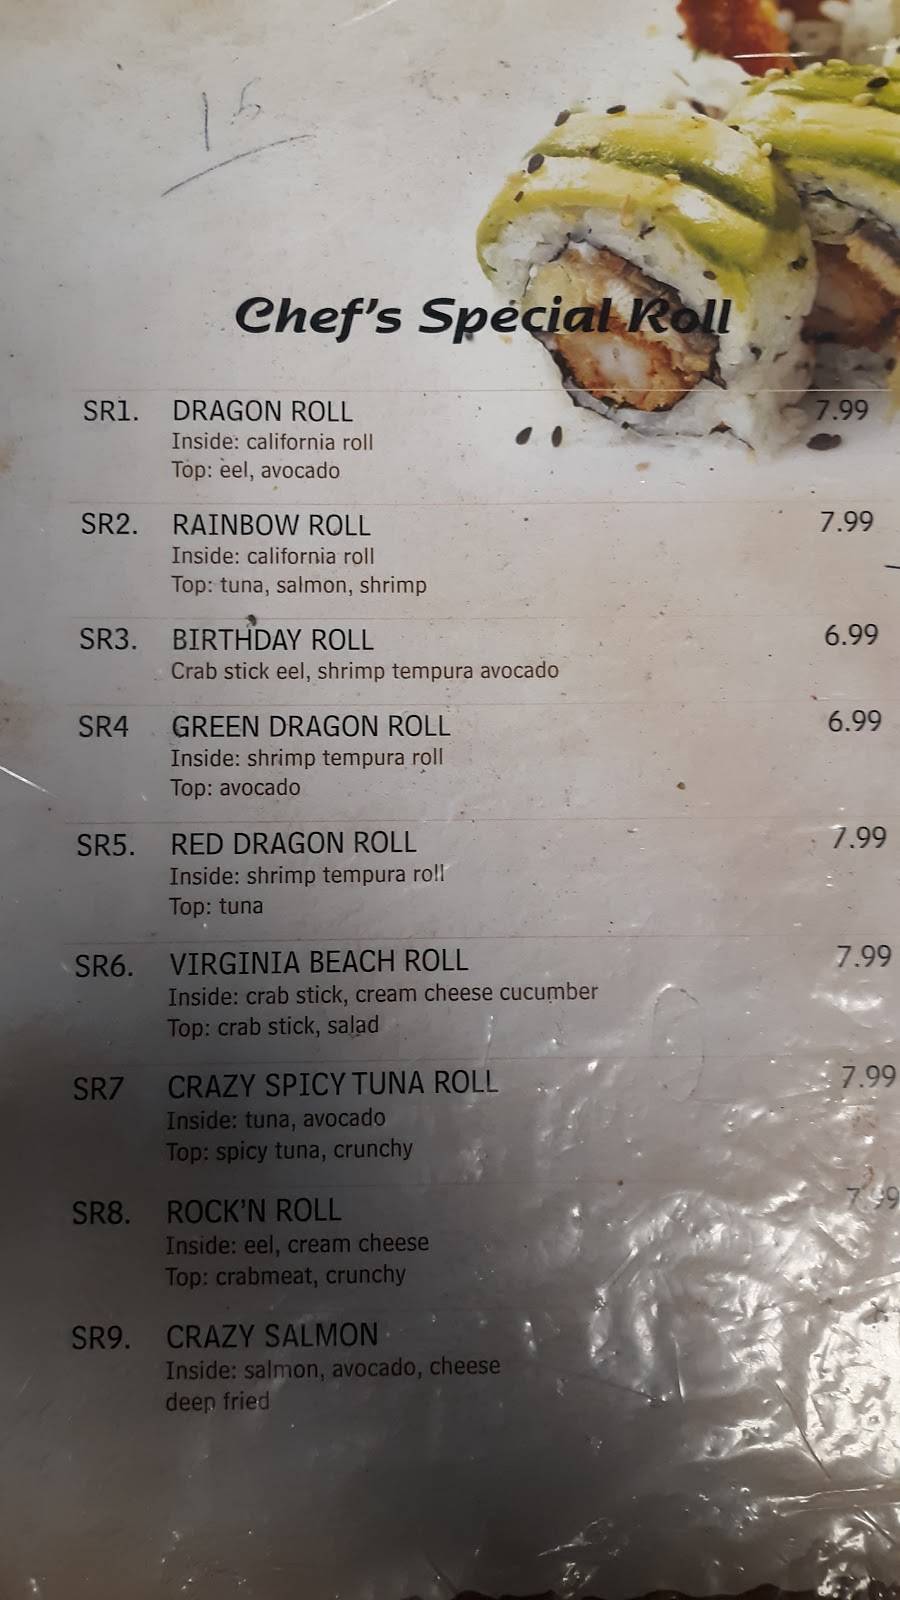 15
Chef's Special Roll
SR1. DRAGON ROLL 7.99
Inside: california roll
Top: eel, avocado
SR2. RAINBOW ROLL 7.99
Inside: california roll
Top: tuna, salmon, shrimp
SR3. BIRTHDAY ROLL 6.99
Crab stick eel, shrimp tempura avocado
SR4 GREEN DRAGON ROLL 6.99
Inside: shrimp tempura roll
Top: avocado
SR5. RED DRAGON ROLL 7.99
Inside: shrimp tempura roll
Top: tuna
SR6. VIRGINIA BEACH ROLL 7.99
Inside: crab stick, cream cheese cucumber
Top: crab stick, salad
SR7 CRAZY SPICY TUNA ROLL 7.99
Inside: tuna, avocado
Top: spicy tuna, crunchy
SR8. ROCK'N ROLL 7.99
Inside: eel, cream cheese
Top: crabmeat, crunchy
SR9. CRAZY SALMON
Inside: salmon, avocado, cheese
deep fried